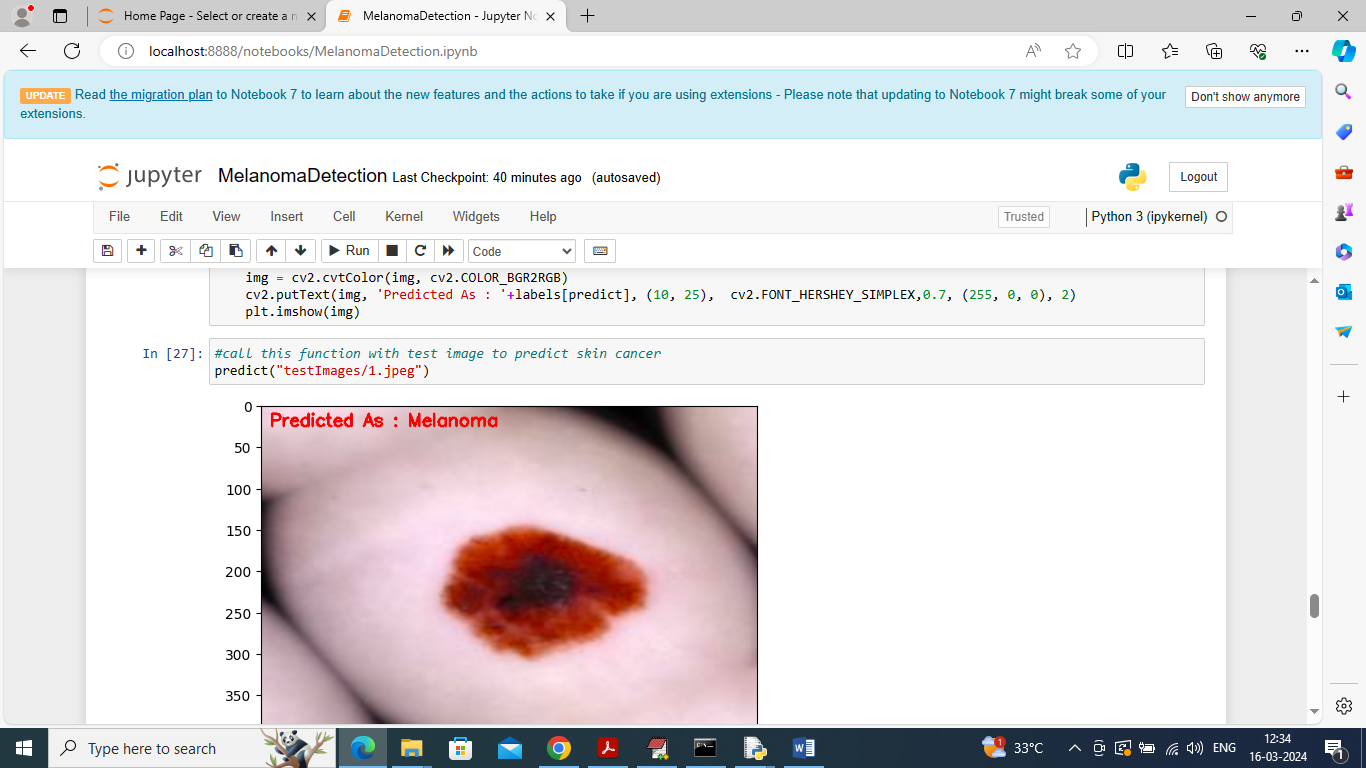 Home Page - Select or create a n
MelanomaDetection - Jupyter No
localhost:8888/notebooks/MelanomaDetection.ipynb
UPDATE Read the migration plan to Notebook 7 to learn about the new features and the actions to take if you are using extensions - Please note that updating to Notebook 7 might break some of your
extensions.
Don't show anymore
jupyter MelanomaDetection Last Checkpoint: 40 minutes ago (autosaved)
Logout
File Edit View Insert Cell Kernel Widgets Help
Trusted
Python 3 (ipykernel)
Run
Code
img = cv2.cvtColor(img, cv2.COLOR_BGR2RGB)
cv2.putText(img, 'Predicted As : '+labels[predict], (10, 25),  cv2.FONT_HERSHEY_SIMPLEX,0.7, (255, 0, 0), 2)
plt.imshow(img)
In [27]: #call this function with test image to predict skin cancer
predict("testImages/1.jpeg")
Predicted As : Melanoma
0
50
100
150
200
250
300
350
Type here to search
1
33°C
ENG
12:34
16-03-2024
1